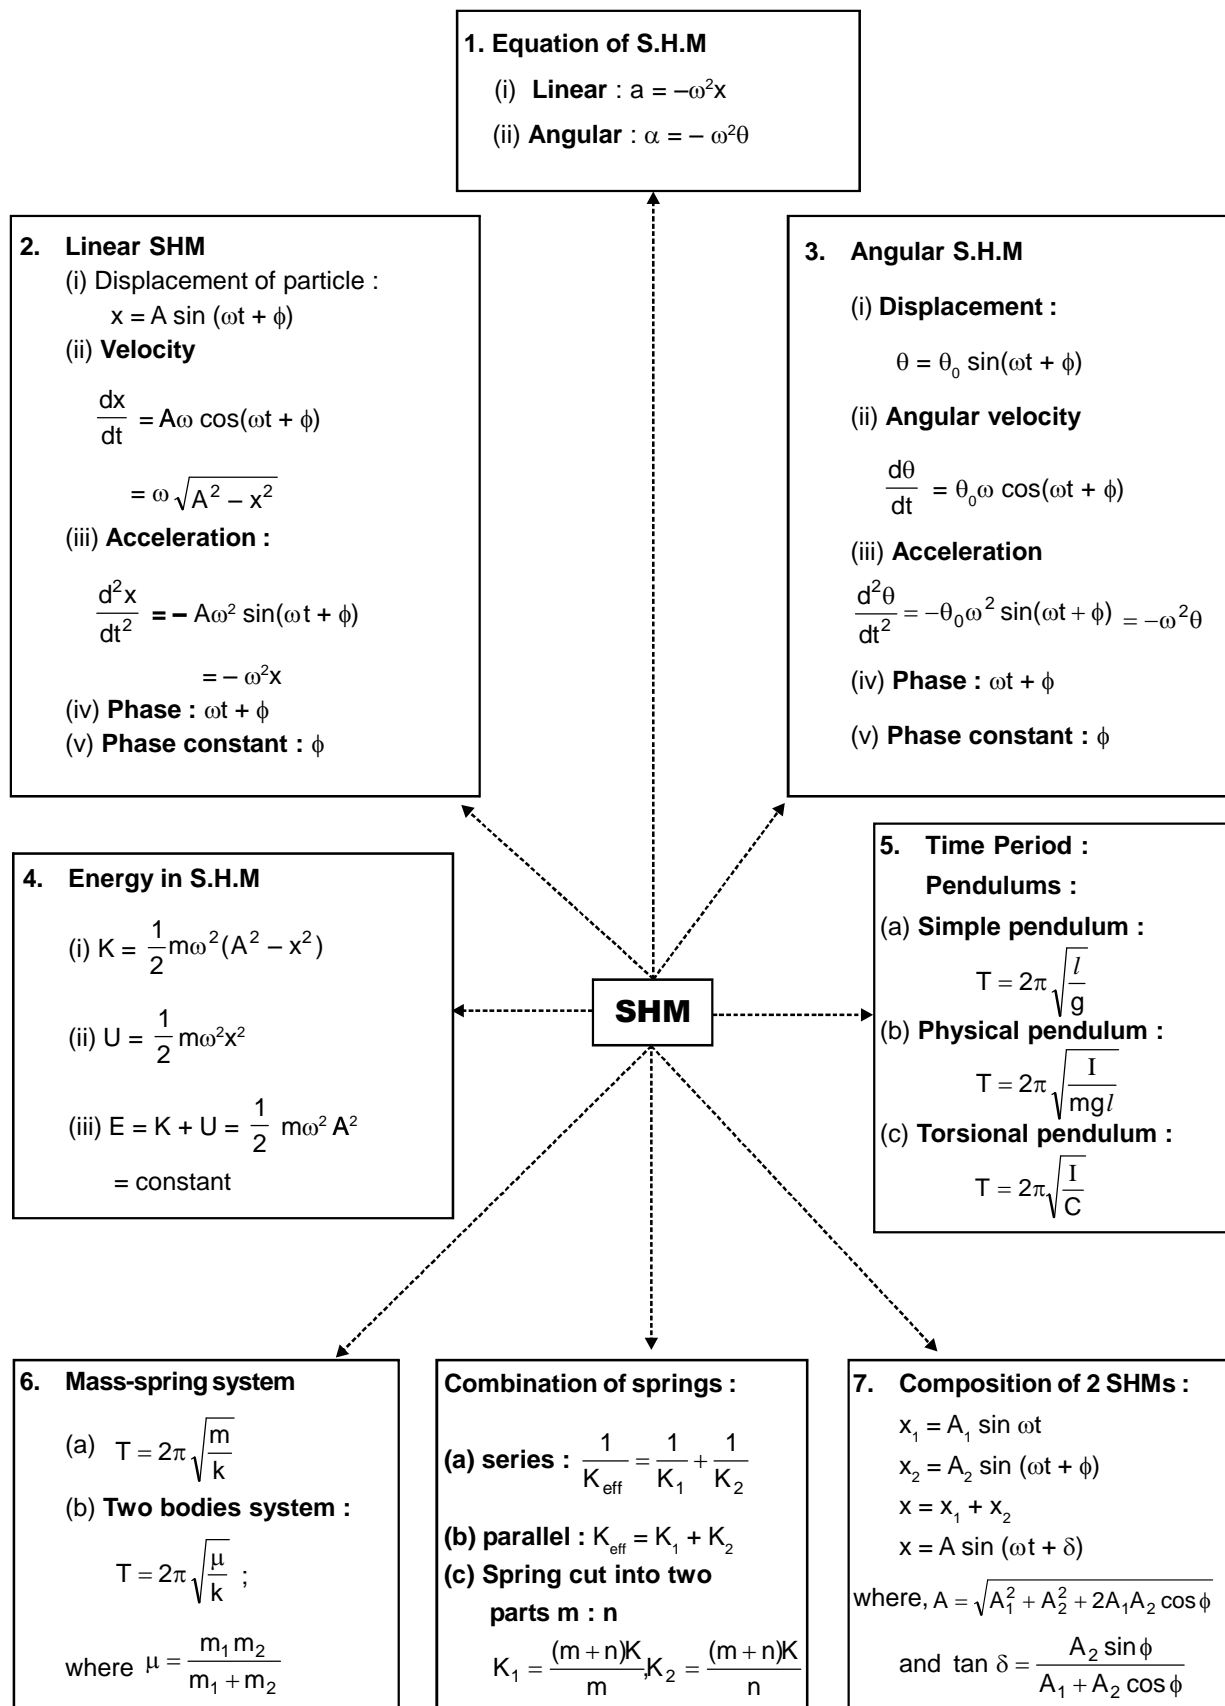 1. Equation of S.H.M
(i) Linear : a = –ω²x
(ii) Angular : α = – ω²θ
2. Linear SHM
(i) Displacement of particle :
x = A sin (ωt + ϕ)
(ii) Velocity
dx/dt = Aω cos(ωt + ϕ)
= ω √(A² – x²)
(iii) Acceleration :
d²x/dt² = – Aω² sin(ωt + ϕ)
= – ω²x
(iv) Phase : ωt + ϕ
(v) Phase constant : ϕ
3. Angular S.H.M
(i) Displacement :
θ = θ₀ sin(ωt + ϕ)
(ii) Angular velocity
dθ/dt = θ₀ω cos(ωt + ϕ)
(iii) Acceleration
d²θ/dt² = –θ₀ω² sin(ωt + ϕ) = –ω²θ
(iv) Phase : ωt + ϕ
(v) Phase constant : ϕ
4. Energy in S.H.M
(i) K = 1/2 mω²(A² – x²)
(ii) U = 1/2 mω²x²
(iii) E = K + U = 1/2 mω² A²
= constant
SHM
5. Time Period :
Pendulums :
(a) Simple pendulum :
T = 2π √(l/g)
(b) Physical pendulum :
T = 2π √(I/mgl)
(c) Torsional pendulum :
T = 2π √(I/C)
6. Mass-spring system
(a) T = 2π √(m/k)
(b) Two bodies system :
T = 2π √(μ/k) ;
where μ = m₁m₂/(m₁ + m₂)
Combination of springs :
(a) series : 1/K_eff = 1/K₁ + 1/K₂
(b) parallel : K_eff = K₁ + K₂
(c) Spring cut into two
parts m : n
K₁ = (m + n)K/m, K₂ = (m + n)K/n
7. Composition of 2 SHMs :
x₁ = A₁ sin ωt
x₂ = A₂ sin (ωt + ϕ)
x = x₁ + x₂
x = A sin (ωt + δ)
where, A = √(A₁² + A₂² + 2A₁A₂ cos ϕ)
and tan δ = A₂ sin ϕ/(A₁ + A₂ cos ϕ)